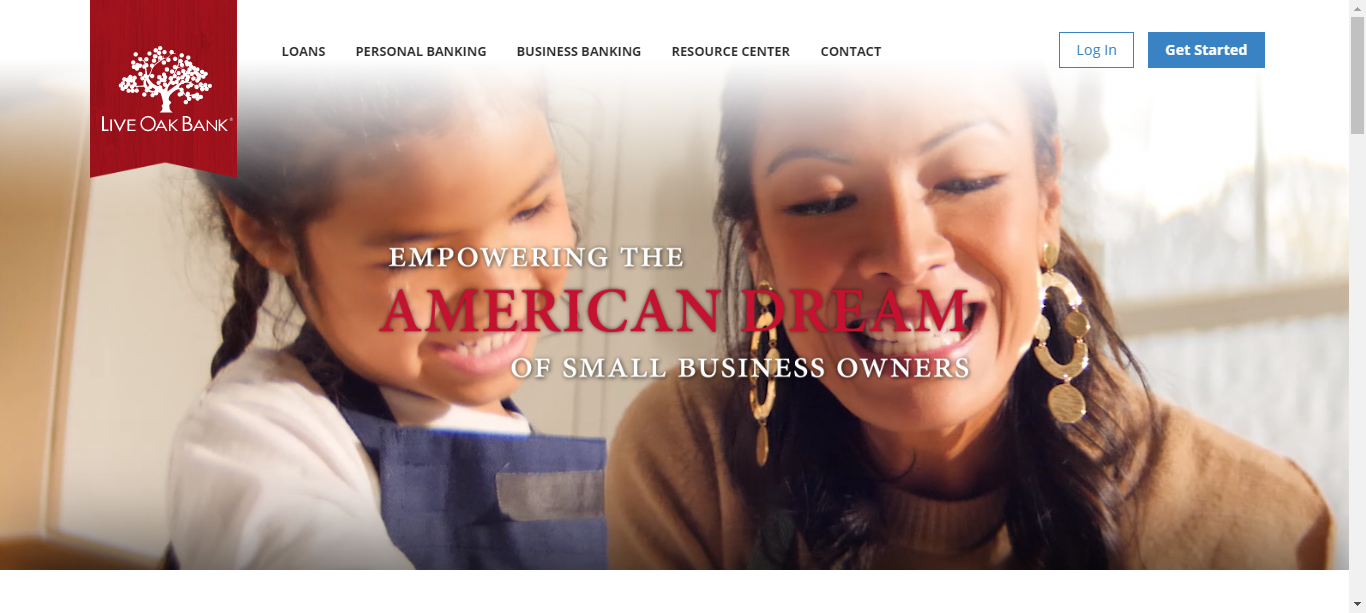 LIVE OAK BANK®
LOANS PERSONAL BANKING BUSINESS BANKING RESOURCE CENTER CONTACT
Log In Get Started
EMPOWERING THE
AMERICAN DREAM
OF SMALL BUSINESS OWNERS